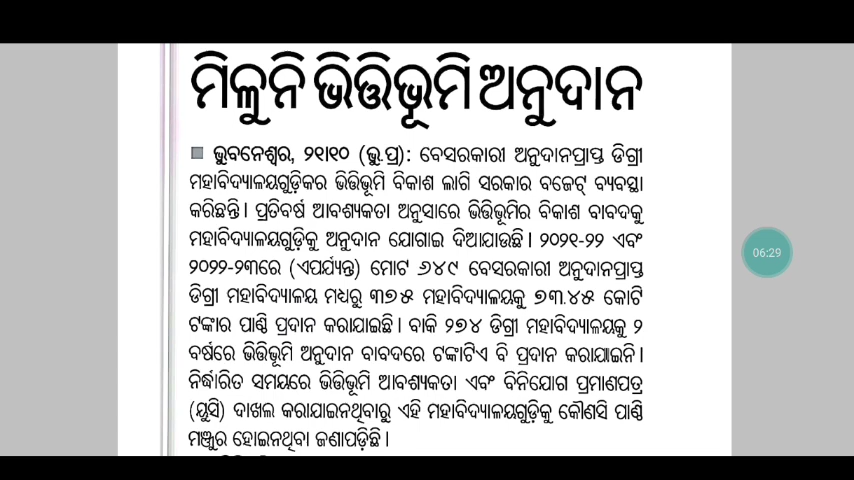 ମିଳୁନି ଭିତ୍ତିଭୂମି ଅନୁଦାନ
■ ଭୁବନେଶ୍ୱର, ୨୧।୧୦ (ଭୁ.ପ୍ର): ବେସରକାରୀ ଅନୁଦାନପ୍ରାପ୍ତ ଡିଗ୍ରୀ
ମହାବିଦ୍ୟାଳୟଗୁଡ଼ିକର ଭିତ୍ତିଭୂମି ବିକାଶ ଲାଗି ସରକାର ବଜେଟ୍ ବ୍ୟବସ୍ଥା
କରିଛନ୍ତି। ପ୍ରତିବର୍ଷ ଆବଶ୍ୟକତା ଅନୁସାରେ ଭିତ୍ତିଭୂମିର ବିକାଶ ବାବଦକୁ
ମହାବିଦ୍ୟାଳୟଗୁଡ଼ିକୁ ଅନୁଦାନ ଯୋଗାଇ ଦିଆଯାଉଛି। ୨୦୨୧-୨୨ ଏବଂ
୨୦୨୨-୨୩ରେ (ଏପର୍ଯ୍ୟନ୍ତ) ମୋଟ ୬୪୯ ବେସରକାରୀ ଅନୁଦାନପ୍ରାପ୍ତ
ଡିଗ୍ରୀ ମହାବିଦ୍ୟାଳୟ ମଧ୍ୟରୁ ୩୭୫ ମହାବିଦ୍ୟାଳୟକୁ ୭୩.୪୫ କୋଟି
ଟଙ୍କାର ପାଣ୍ଠି ପ୍ରଦାନ କରାଯାଇଛି। ବାକି ୨୭୪ ଡିଗ୍ରୀ ମହାବିଦ୍ୟାଳୟକୁ ୨
ବର୍ଷରେ ଭିତ୍ତିଭୂମି ଅନୁଦାନ ବାବଦରେ ଟଙ୍କାଟିଏ ବି ପ୍ରଦାନ କରାଯାଇନି।
ନିର୍ଦ୍ଧାରିତ ସମୟରେ ଭିତ୍ତିଭୂମି ଆବଶ୍ୟକତା ଏବଂ ବିନିଯୋଗ ପ୍ରମାଣପତ୍ର
(ୟୁସି) ଦାଖଲ କରାଯାଇନଥିବାରୁ ଏହି ମହାବିଦ୍ୟାଳୟଗୁଡ଼ିକୁ କୌଣସି ପାଣ୍ଠି
ମଞ୍ଜୁର ହୋଇନଥିବା ଜଣାପଡ଼ିଛି।
06:29